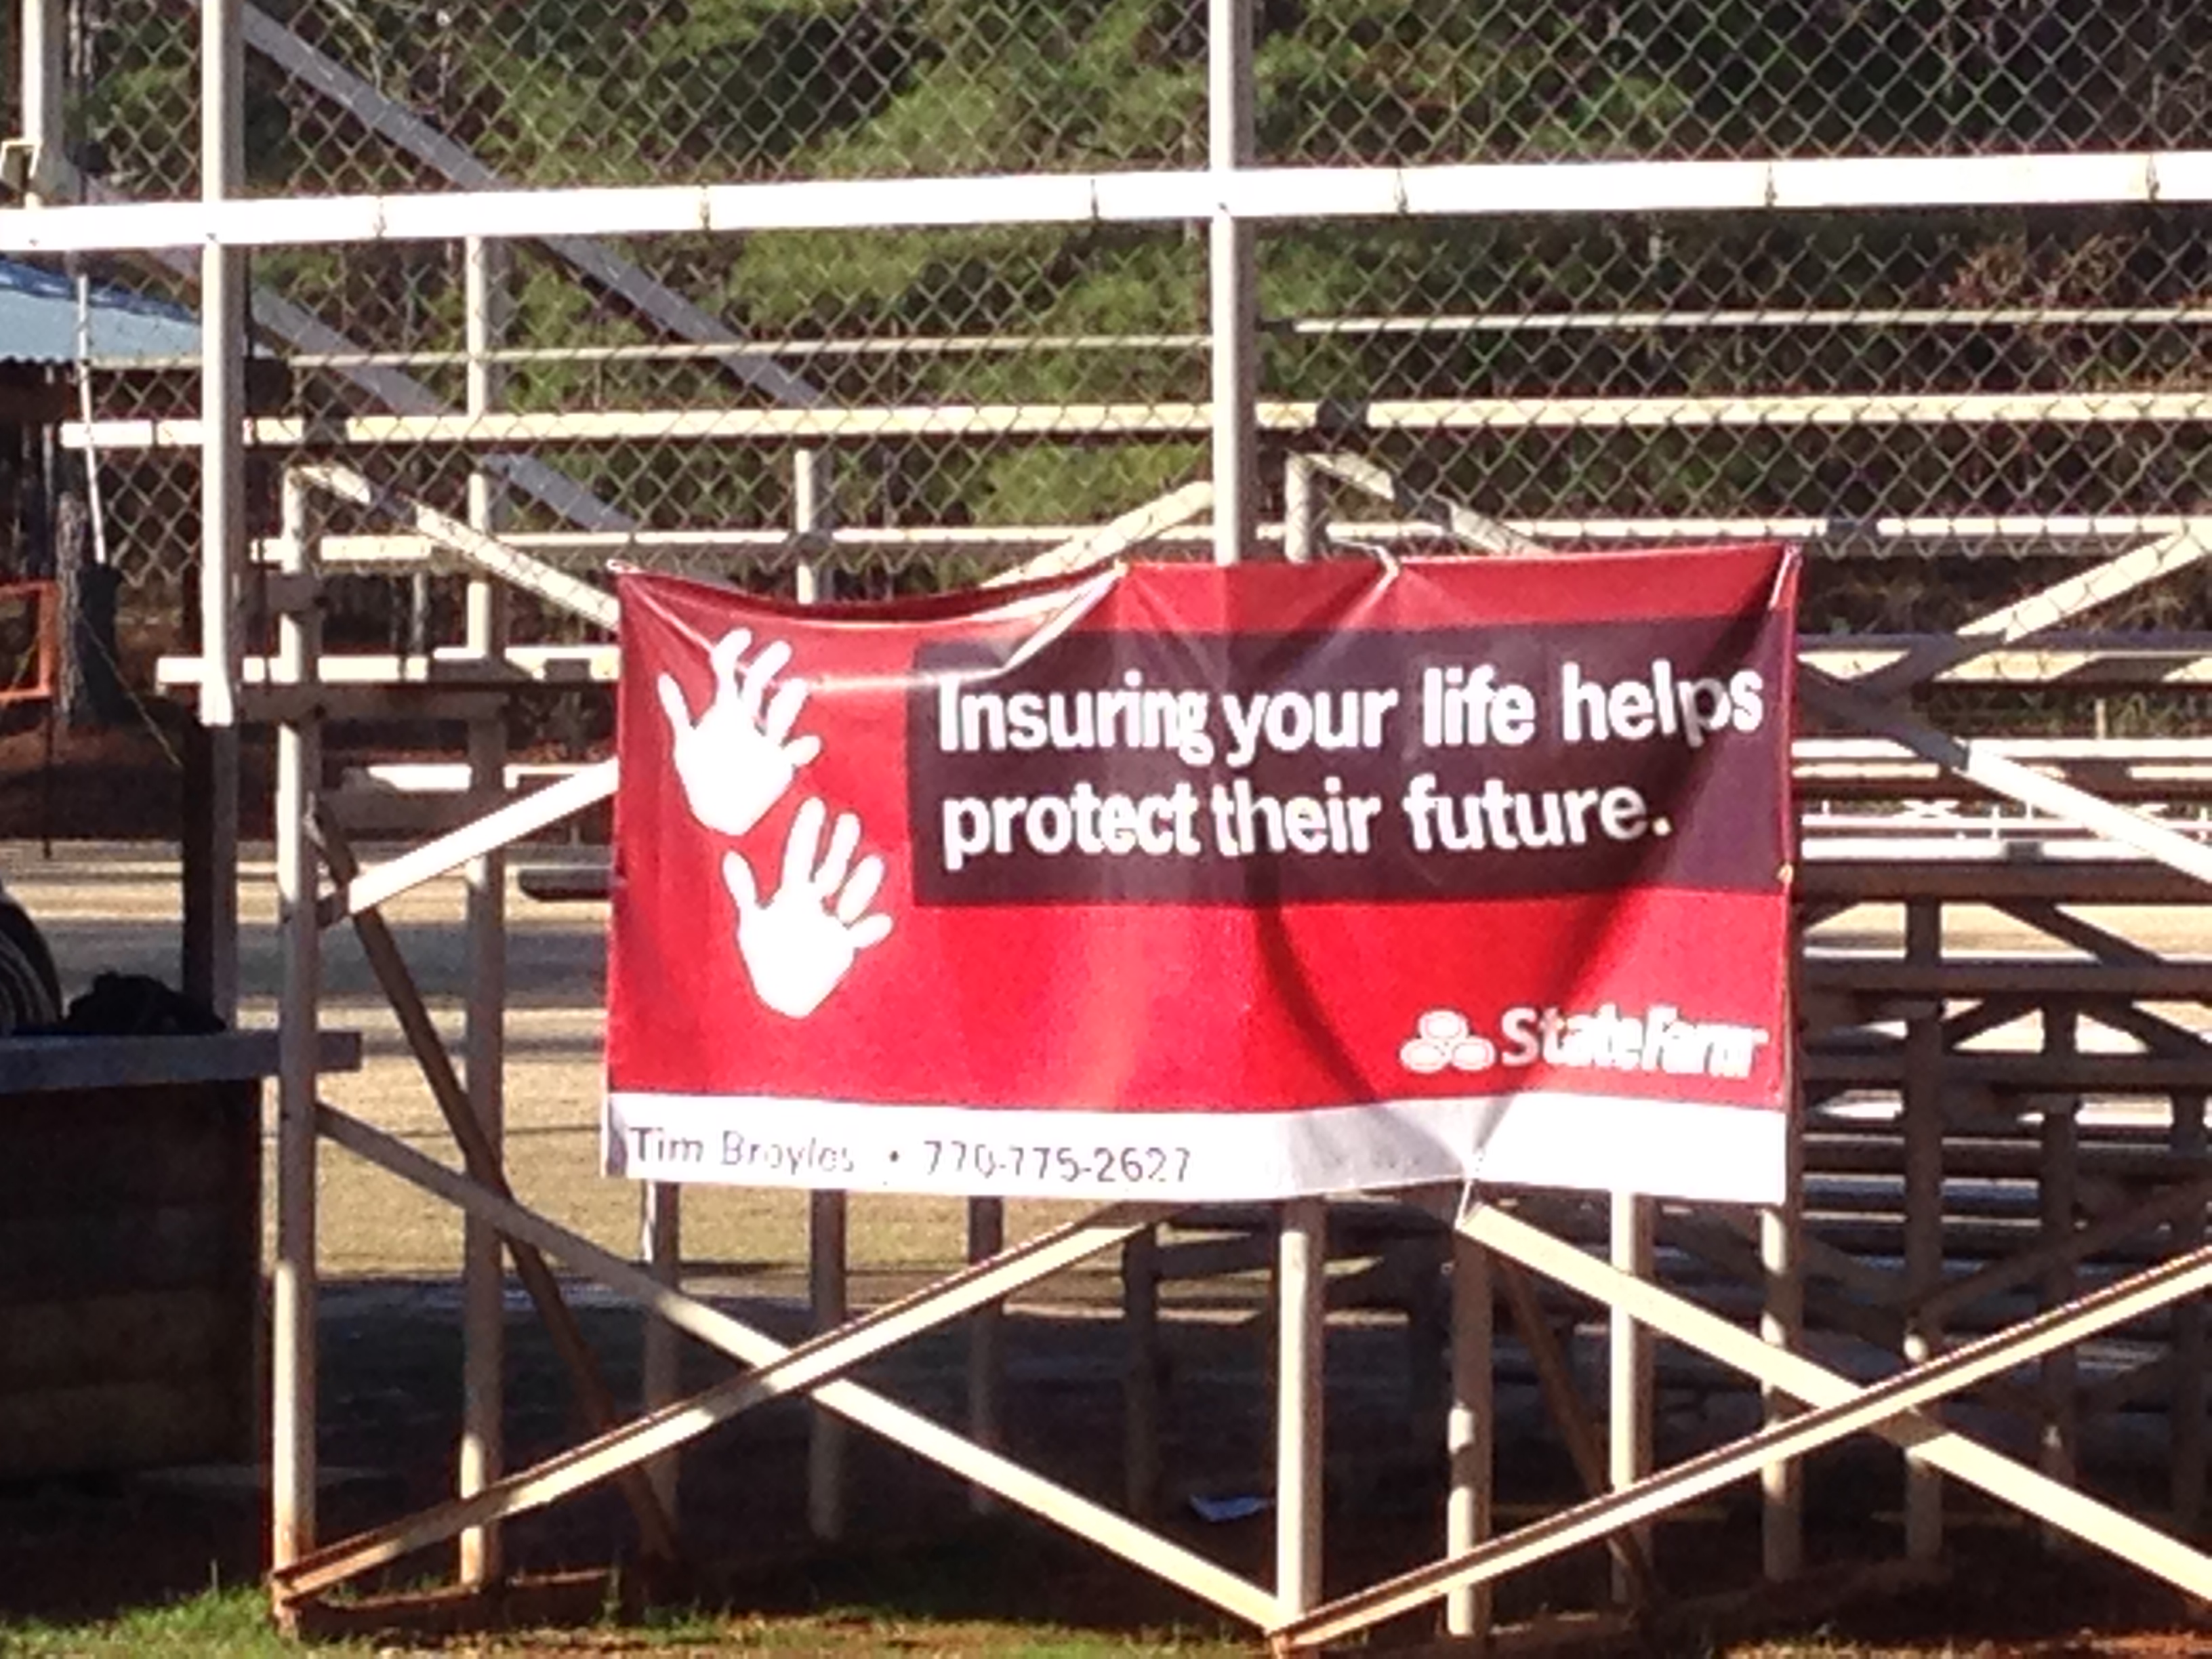 Insuring your life helps
protect their future.
StateFarm
Tim Broyles • 770-775-2627